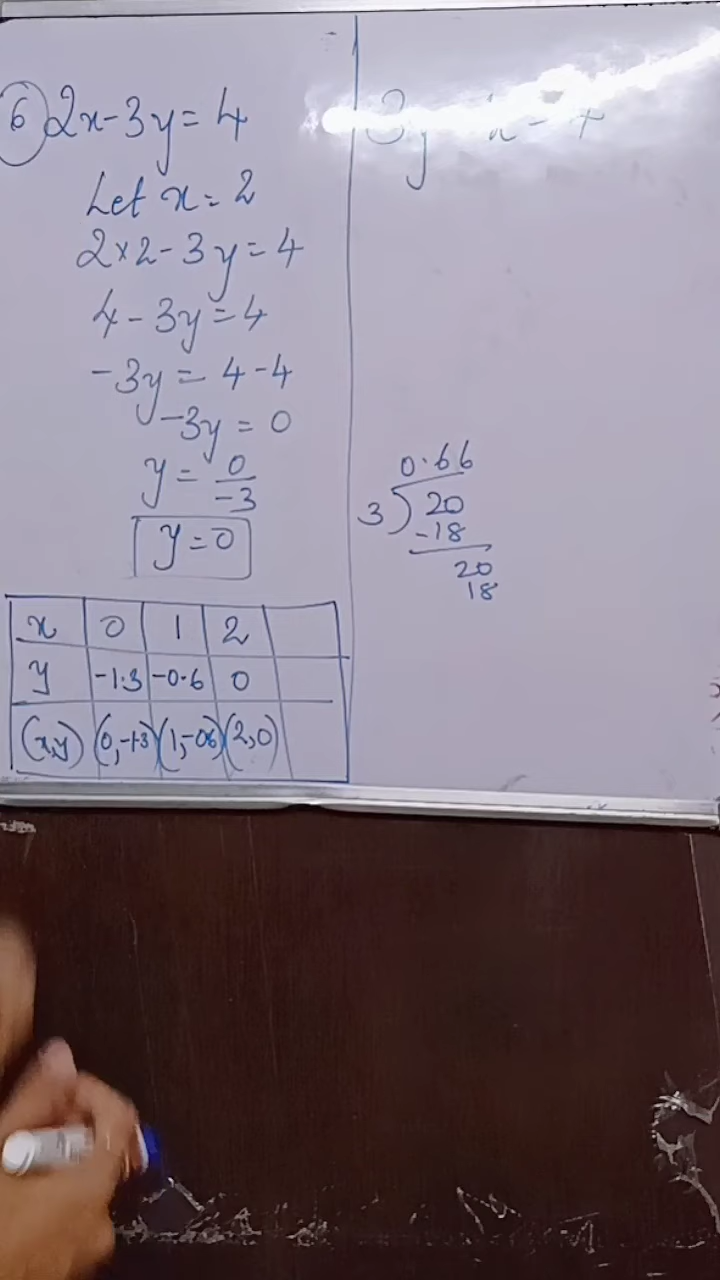 6 2x-3y=4
Let x=2
2×2-3y=4
4-3y=4
-3y=4-4
-3y=0
y=0/-3
y=0
x 0 1 2
y -1.3 -0.6 0
(x,y) (0,-1.3) (1,-0.6) (2,0)
0.66
3) 20
-18
20
18